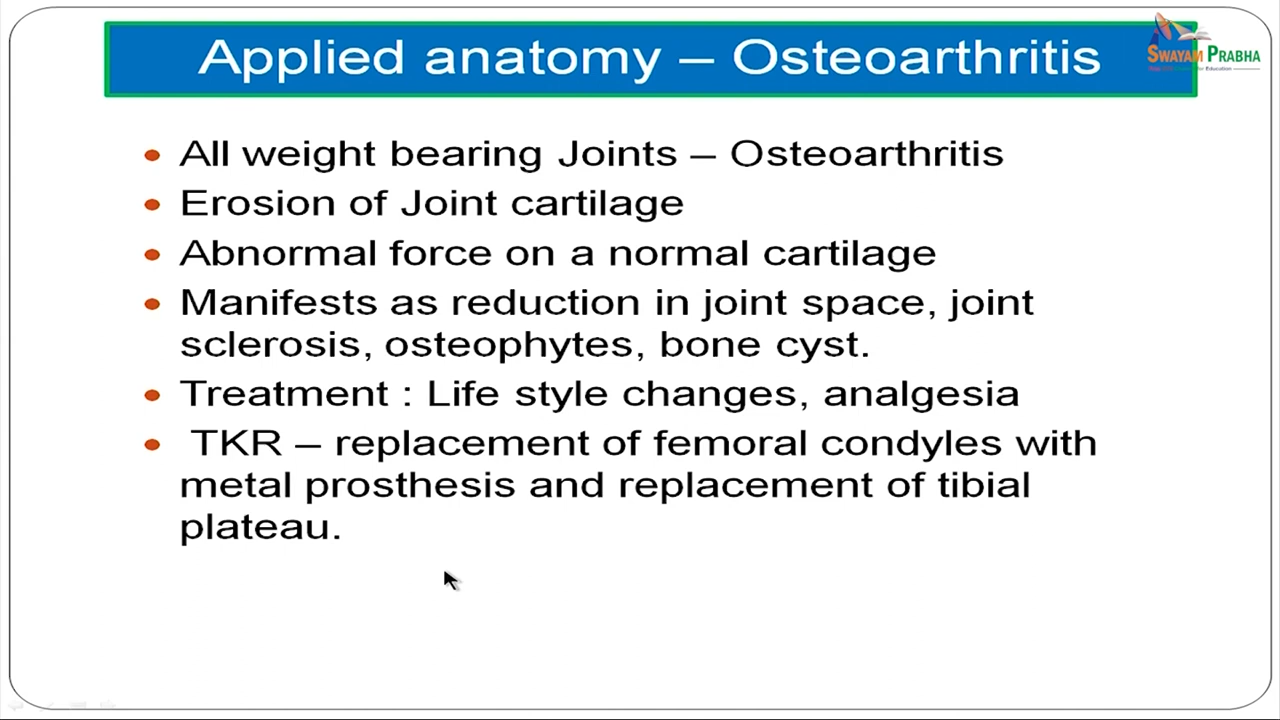 Applied anatomy – Osteoarthritis
SWAYAM PRABHA
All weight bearing Joints – Osteoarthritis
Erosion of Joint cartilage
Abnormal force on a normal cartilage
Manifests as reduction in joint space, joint
sclerosis, osteophytes, bone cyst.
Treatment : Life style changes, analgesia
TKR – replacement of femoral condyles with
metal prosthesis and replacement of tibial
plateau.